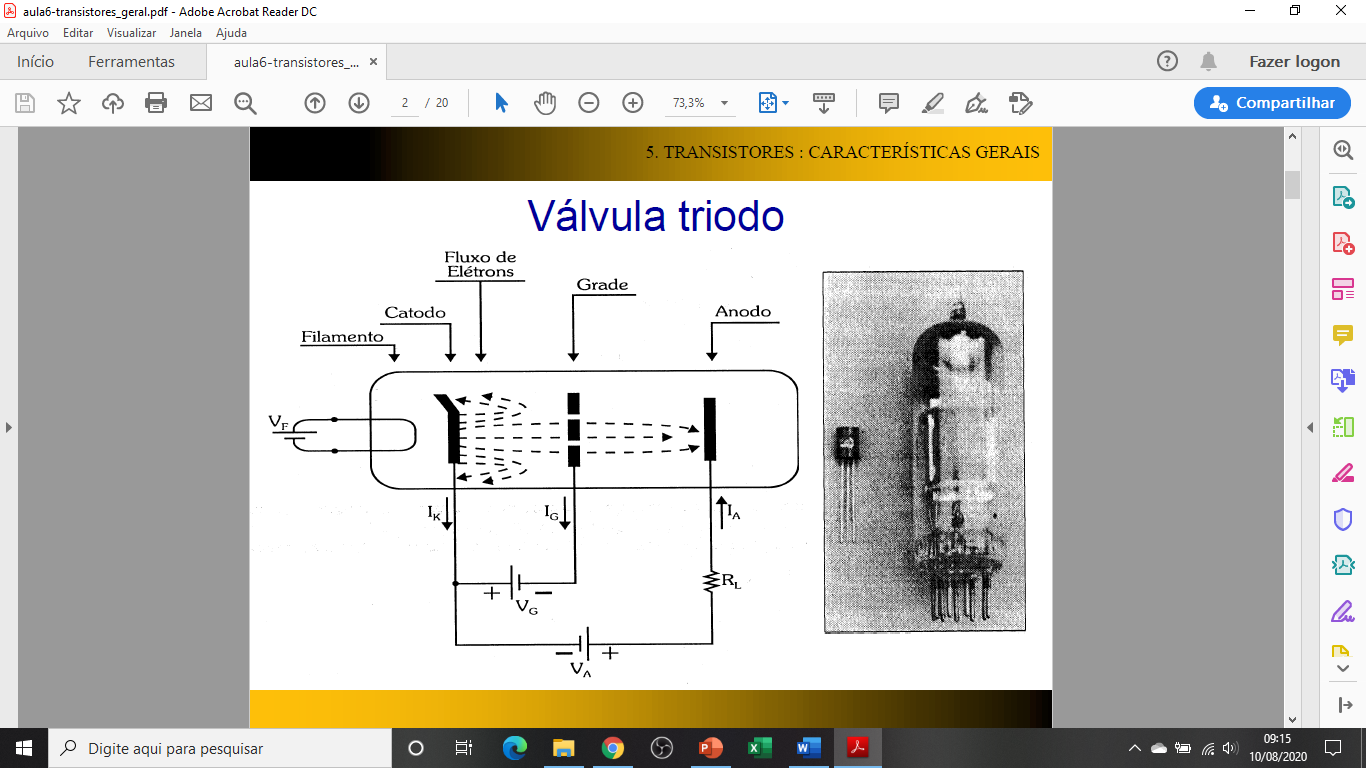 aula6-transistores_geral.pdf - Adobe Acrobat Reader DC
Arquivo Editar Visualizar Janela Ajuda
Início Ferramentas aula6-transistores_... × Fazer logon
2 / 20 73,3% Compartilhar
5. TRANSISTORES : CARACTERÍSTICAS GERAIS
Válvula triodo
Fluxo de
Elétrons
Grade
Catodo
Anodo
Filamento
VF
IK IG IA
RL
+ −
VG
− +
VA
Digite aqui para pesquisar
09:15
10/08/2020